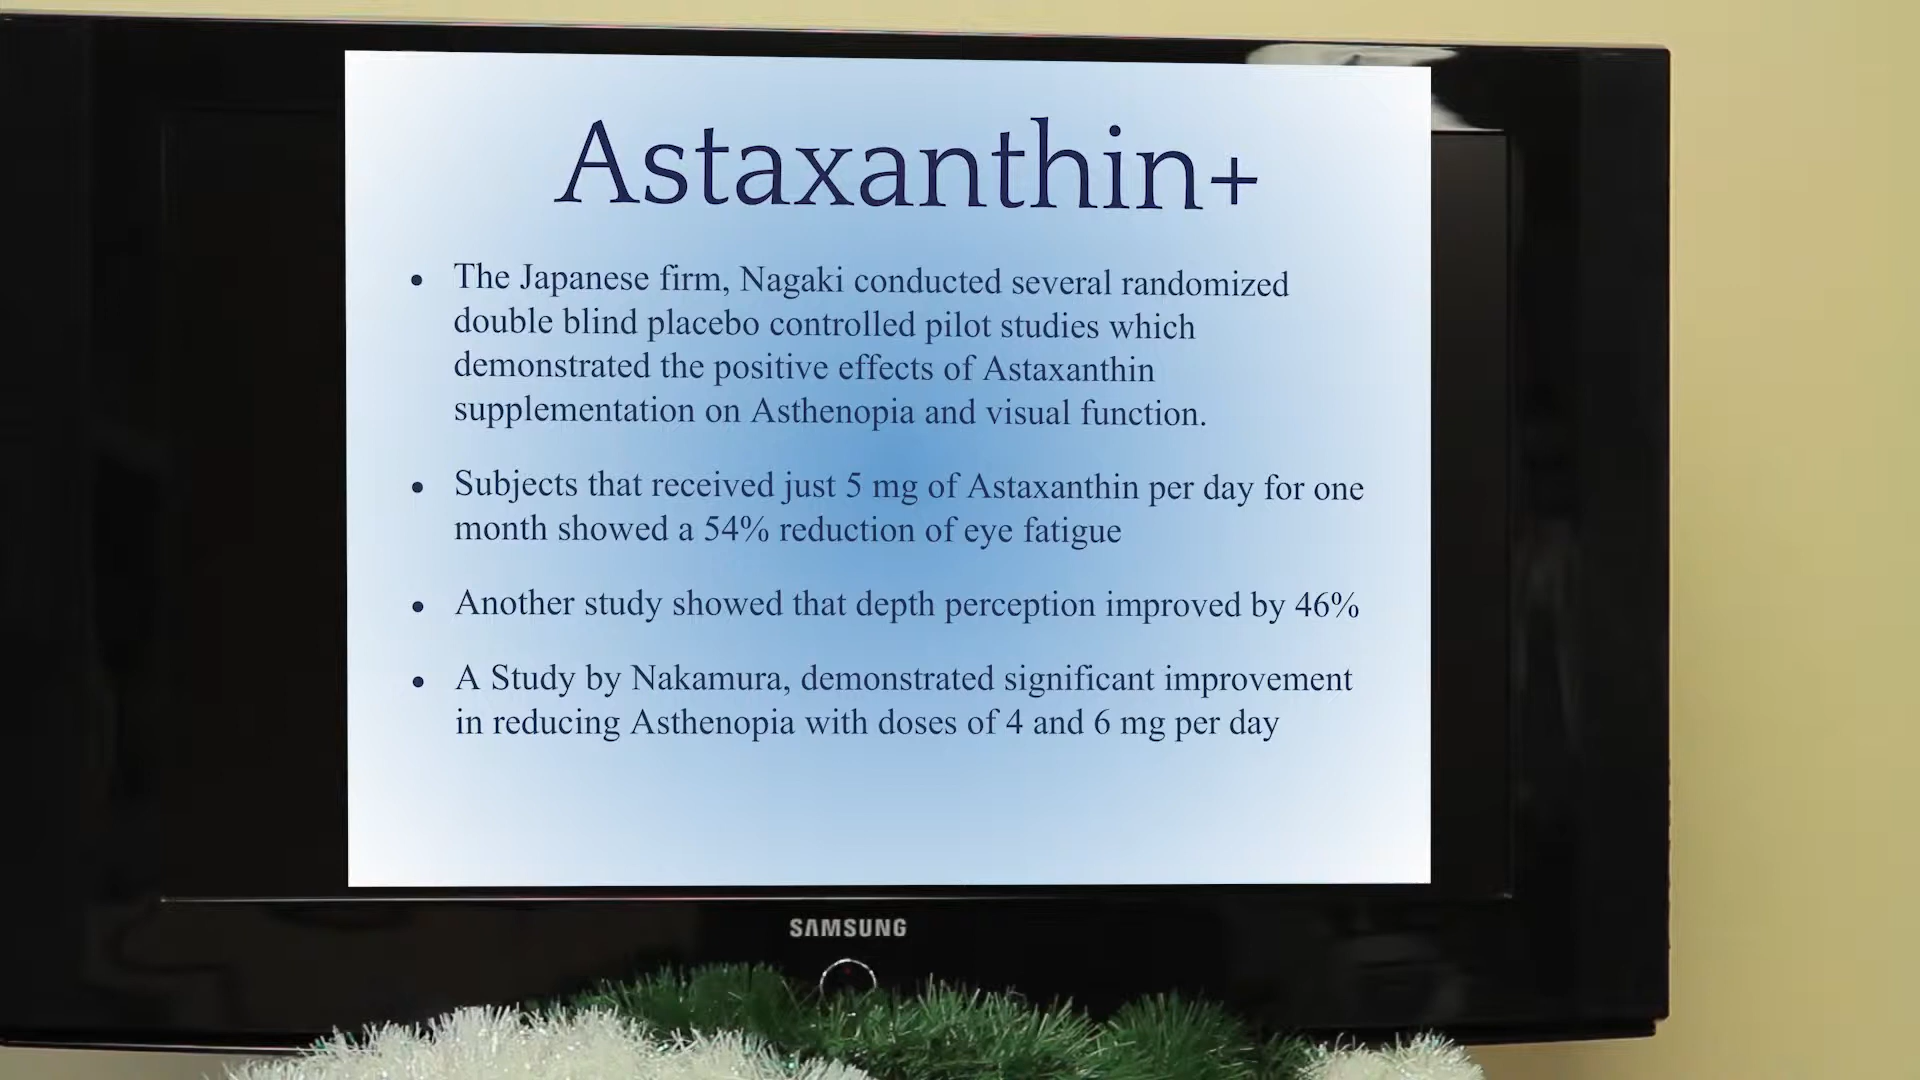 Astaxanthin+
• The Japanese firm, Nagaki conducted several randomized
double blind placebo controlled pilot studies which
demonstrated the positive effects of Astaxanthin
supplementation on Asthenopia and visual function.
• Subjects that received just 5 mg of Astaxanthin per day for one
month showed a 54% reduction of eye fatigue
• Another study showed that depth perception improved by 46%
• A Study by Nakamura, demonstrated significant improvement
in reducing Asthenopia with doses of 4 and 6 mg per day
SAMSUNG